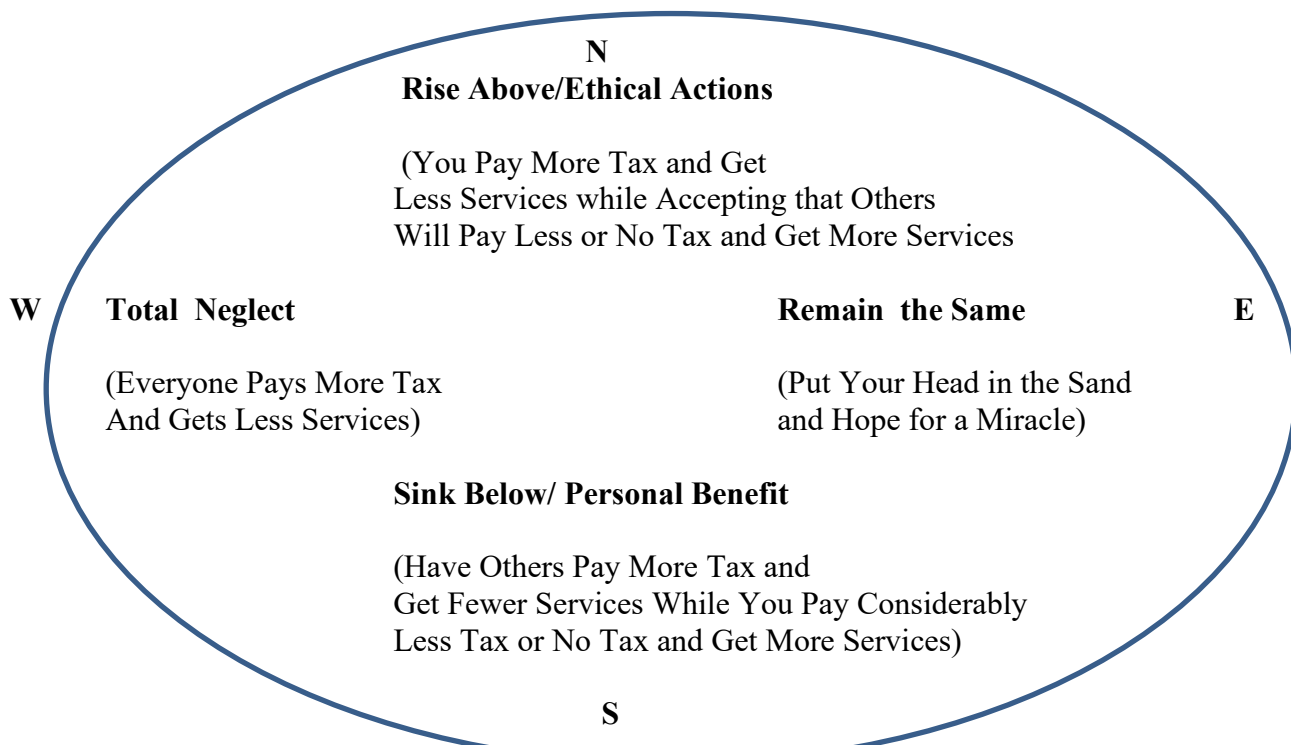 N
Rise Above/Ethical Actions
(You Pay More Tax and Get
Less Services while Accepting that Others
Will Pay Less or No Tax and Get More Services
W Total Neglect Remain the Same E
(Everyone Pays More Tax (Put Your Head in the Sand
And Gets Less Services) and Hope for a Miracle)
Sink Below/ Personal Benefit
(Have Others Pay More Tax and
Get Fewer Services While You Pay Considerably
Less Tax or No Tax and Get More Services)
S